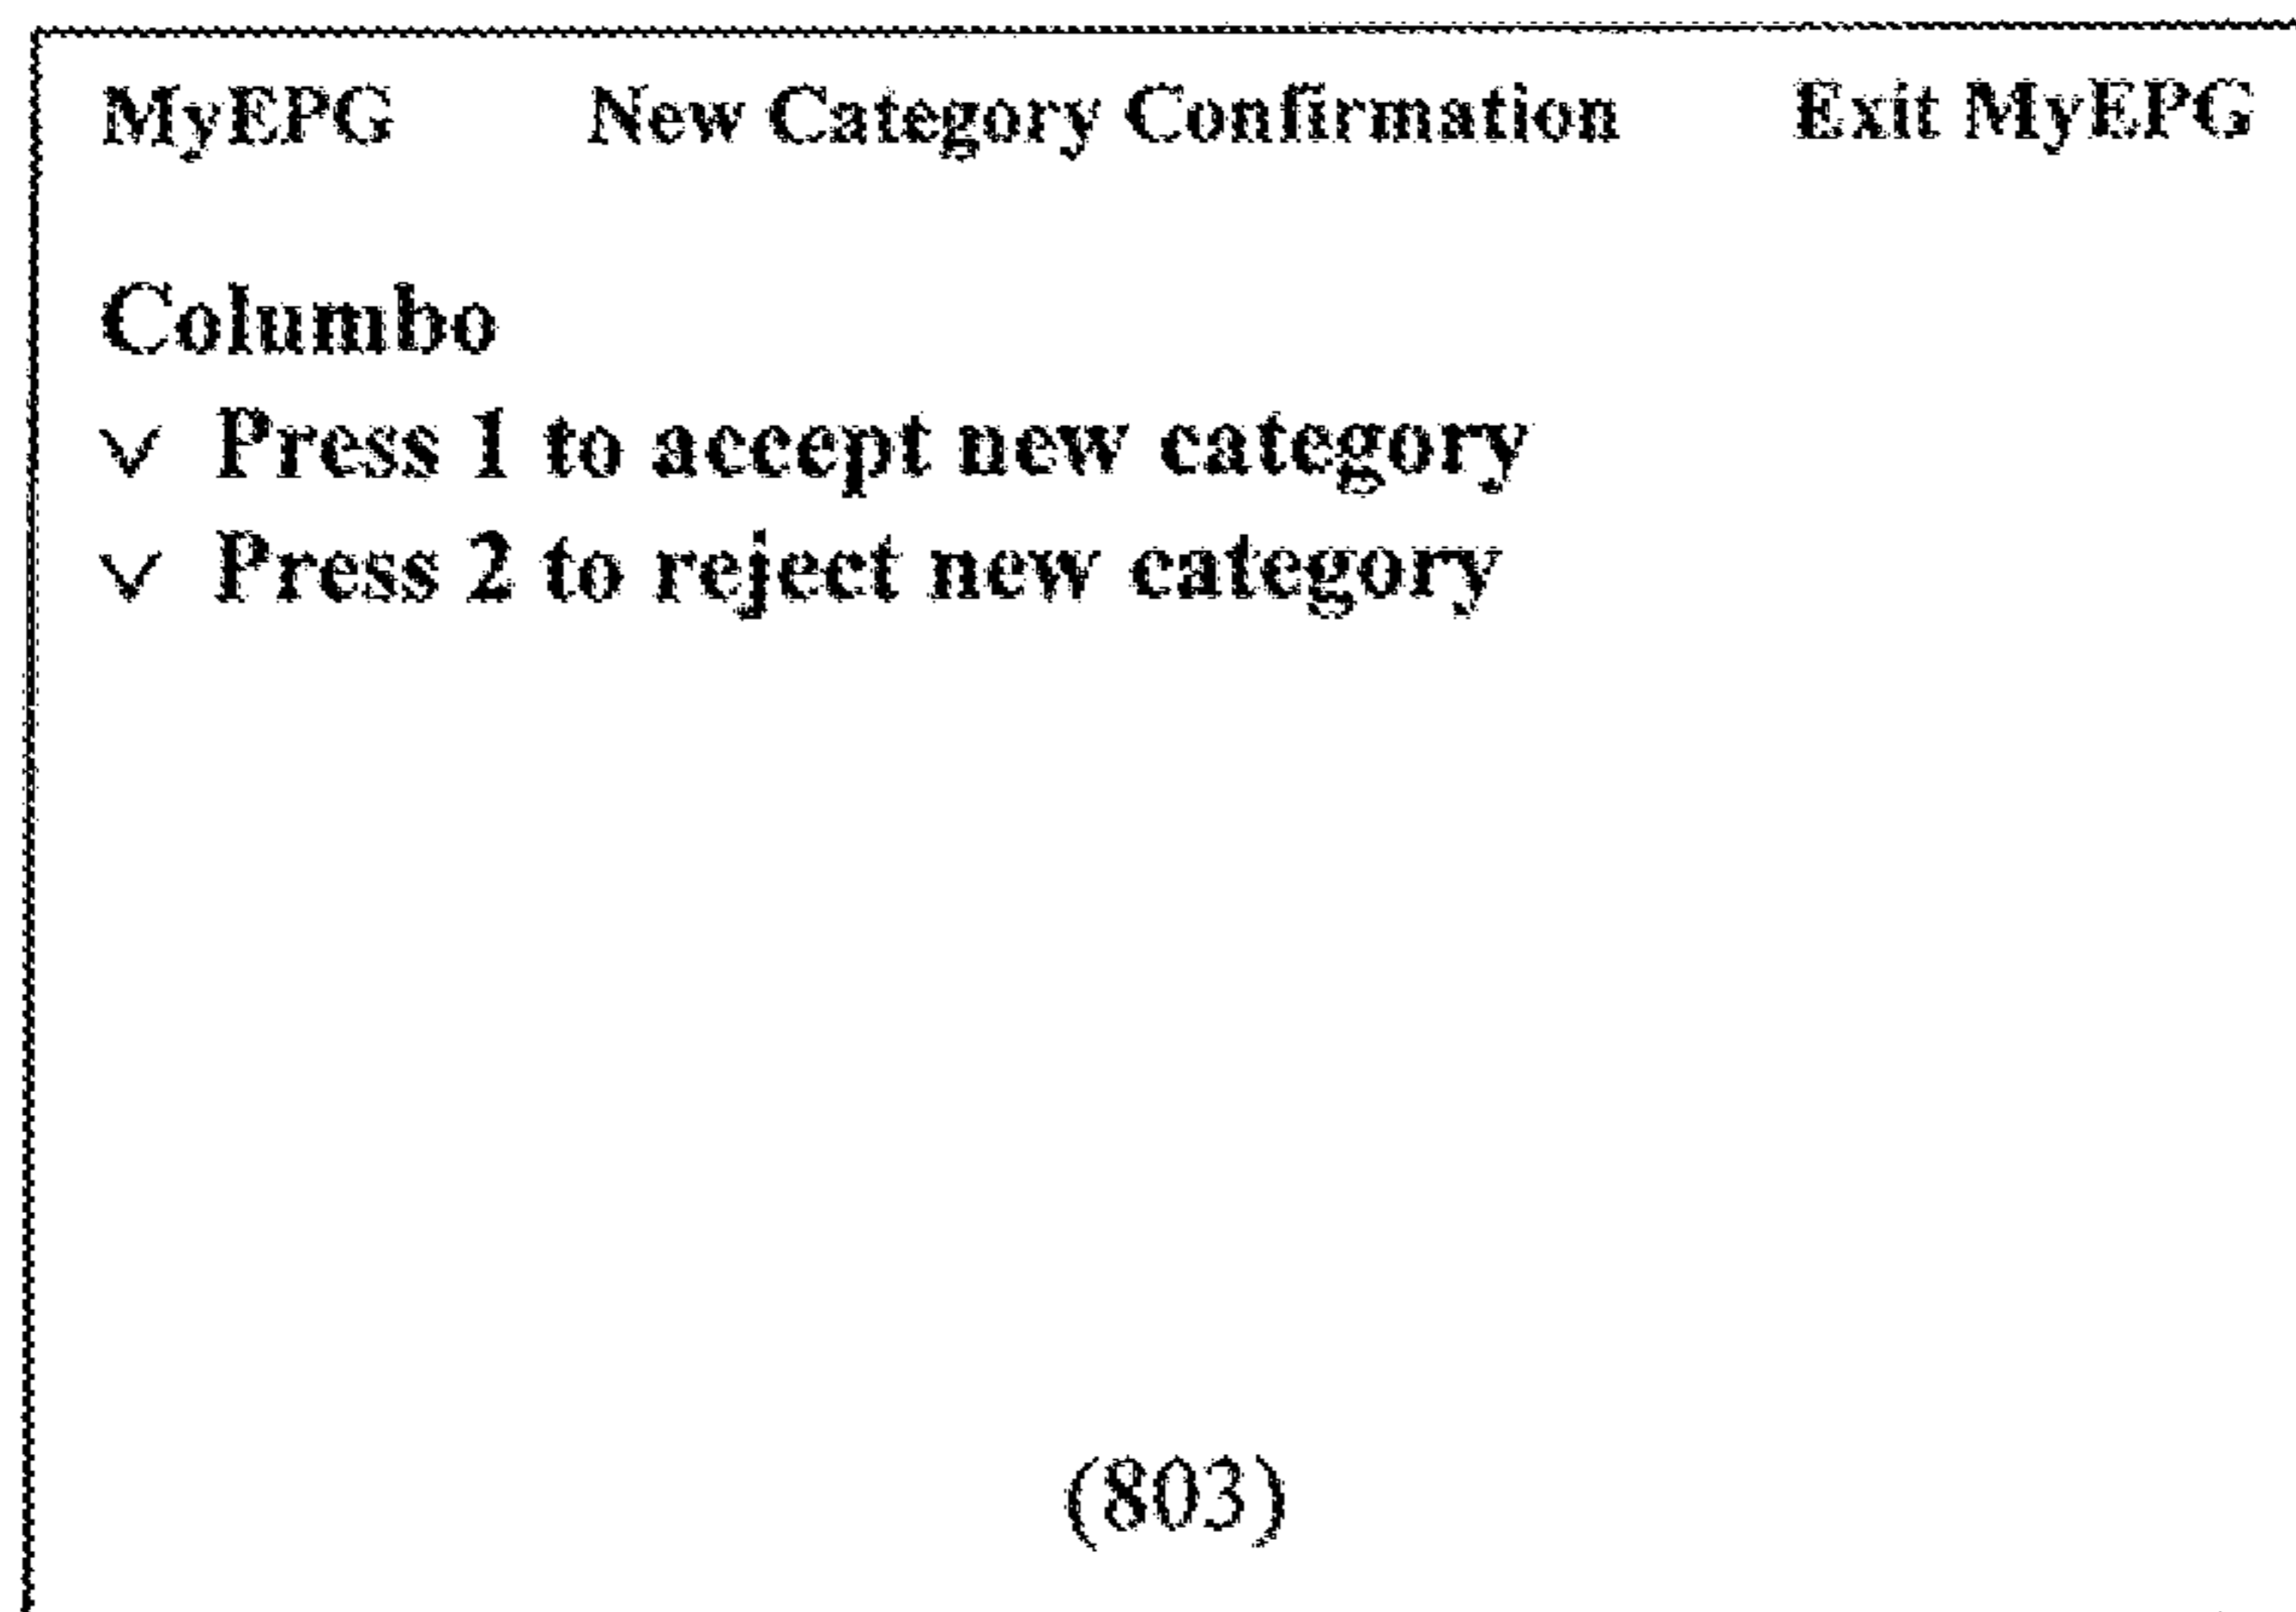 MyEPG New Category Confirmation Exit MyEPG
Columbo
✓ Press 1 to accept new category
✓ Press 2 to reject new category
(803)